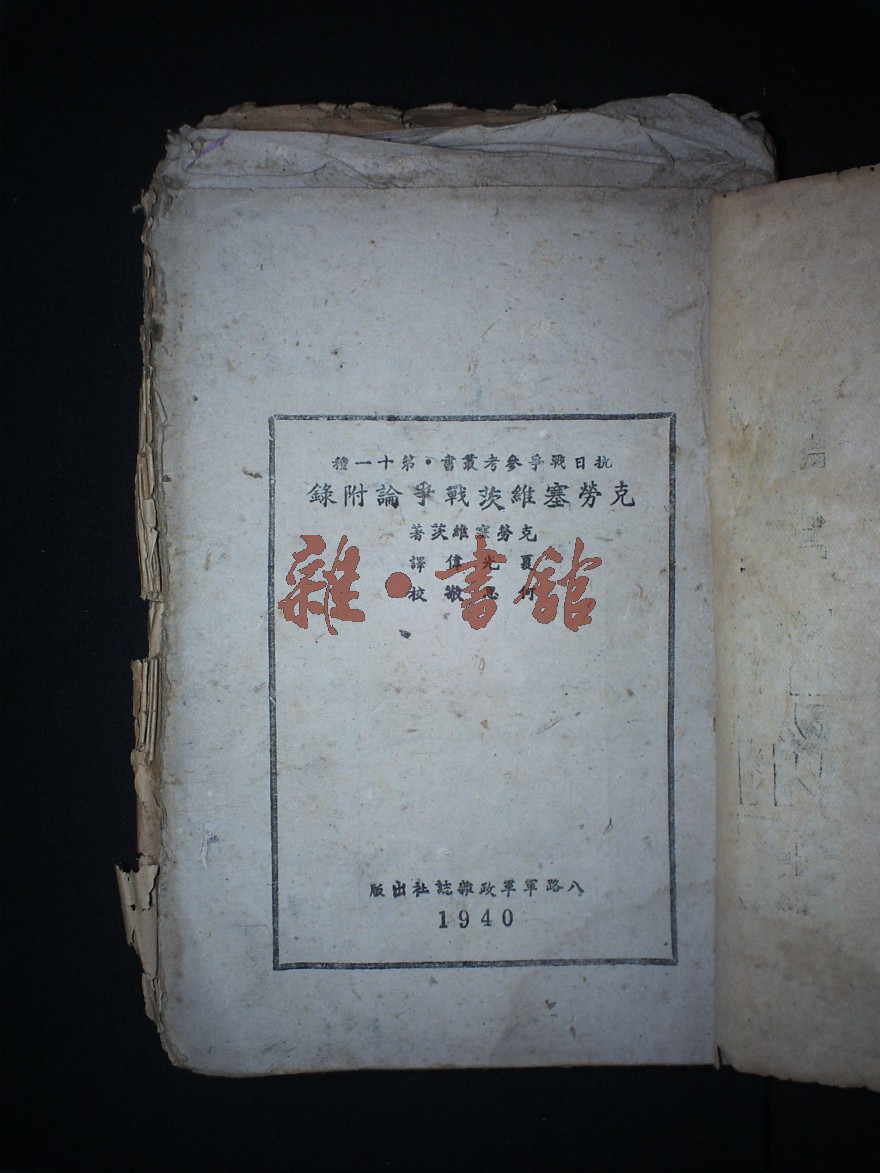 抗日戰爭參考叢書·第十一種
克勞塞維茨戰爭論附錄
克勞塞維茨著
夏光偉譯
何思敬校
雜·書舘
八路軍軍政雜誌社出版
1940